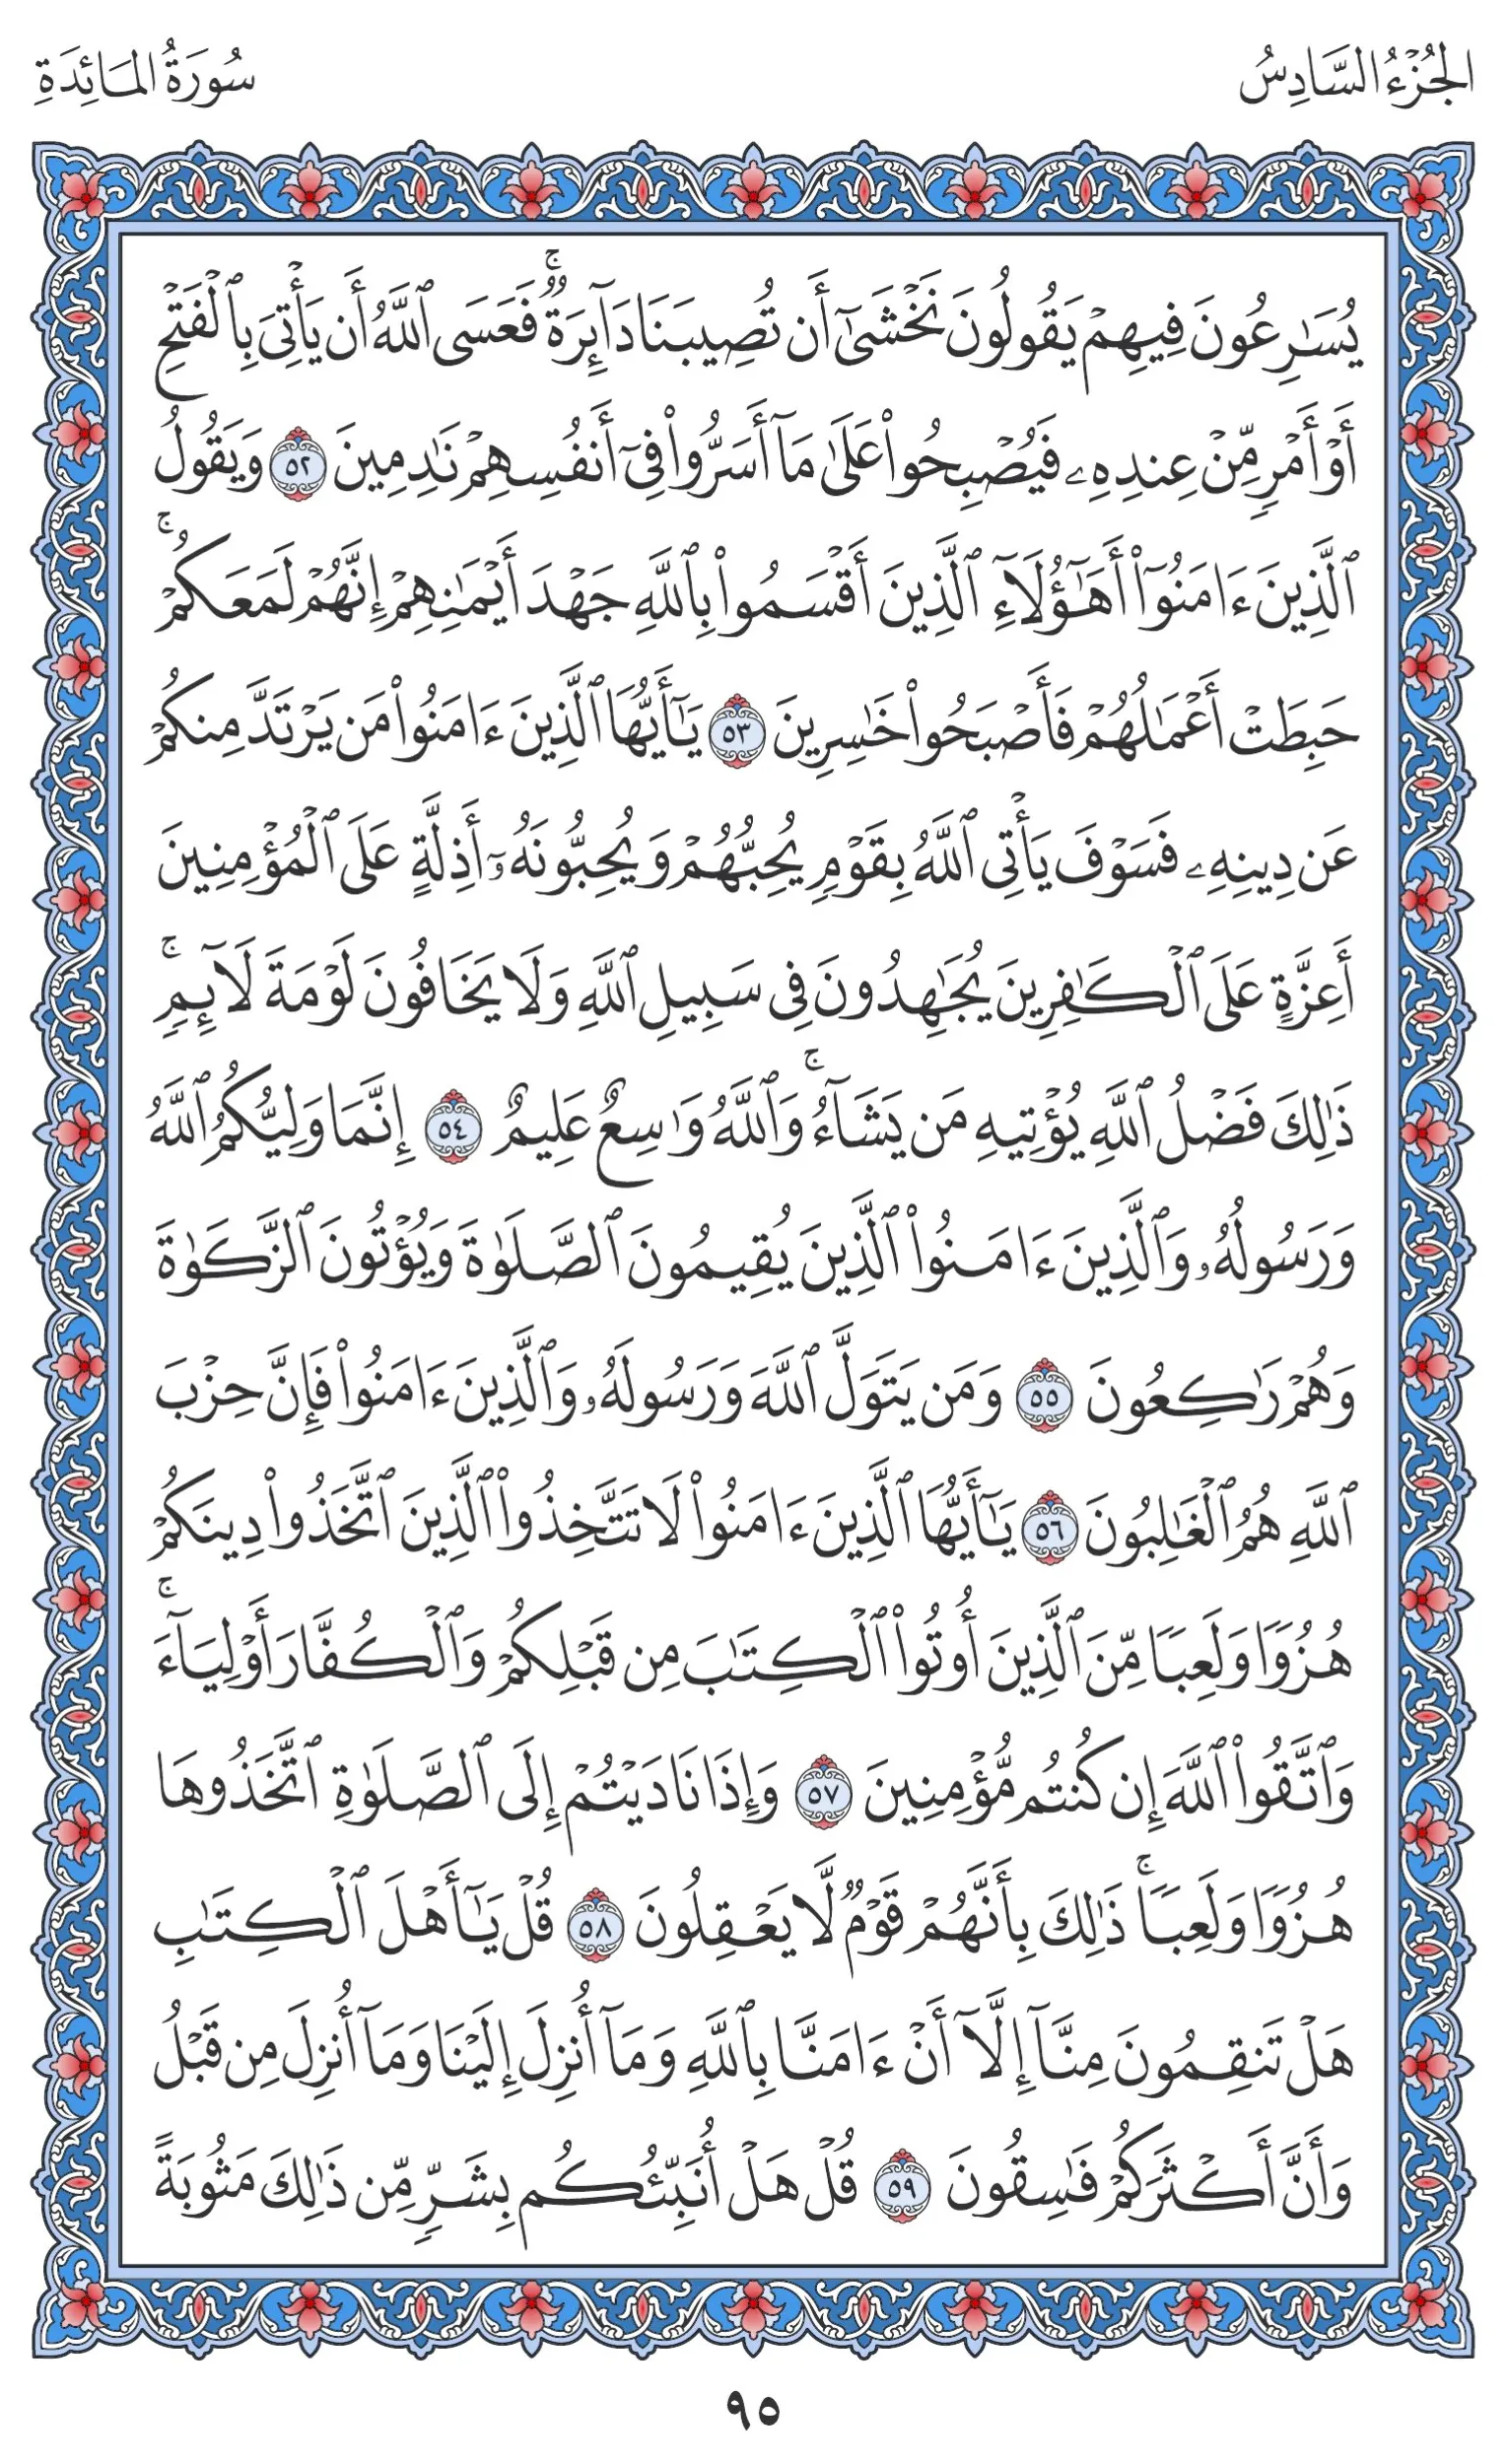 الجُزْءُ السَّادِسُ
سُورَةُ المَائِدَةِ
يُسَٰرِعُونَ فِيهِمۡ يَقُولُونَ نَخۡشَىٰٓ أَن تُصِيبَنَا دَآئِرَةٞۚ فَعَسَى ٱللَّهُ أَن يَأۡتِيَ بِٱلۡفَتۡحِ
أَوۡ أَمۡرٖ مِّنۡ عِندِهِۦ فَيُصۡبِحُواْ عَلَىٰ مَآ أَسَرُّواْ فِيٓ أَنفُسِهِمۡ نَٰدِمِينَ ٥٢ وَيَقُولُ
ٱلَّذِينَ ءَامَنُوٓاْ أَهَٰٓؤُلَآءِ ٱلَّذِينَ أَقۡسَمُواْ بِٱللَّهِ جَهۡدَ أَيۡمَٰنِهِمۡ إِنَّهُمۡ لَمَعَكُمۡۚ
حَبِطَتۡ أَعۡمَٰلُهُمۡ فَأَصۡبَحُواْ خَٰسِرِينَ ٥٣ يَٰٓأَيُّهَا ٱلَّذِينَ ءَامَنُواْ مَن يَرۡتَدَّ مِنكُمۡ
عَن دِينِهِۦ فَسَوۡفَ يَأۡتِي ٱللَّهُ بِقَوۡمٖ يُحِبُّهُمۡ وَيُحِبُّونَهُۥٓ أَذِلَّةٍ عَلَى ٱلۡمُؤۡمِنِينَ
أَعِزَّةٍ عَلَى ٱلۡكَٰفِرِينَ يُجَٰهِدُونَ فِي سَبِيلِ ٱللَّهِ وَلَا يَخَافُونَ لَوۡمَةَ لَآئِمٖۚ
ذَٰلِكَ فَضۡلُ ٱللَّهِ يُؤۡتِيهِ مَن يَشَآءُۚ وَٱللَّهُ وَٰسِعٌ عَلِيمٌ ٥٤ إِنَّمَا وَلِيُّكُمُ ٱللَّهُ
وَرَسُولُهُۥ وَٱلَّذِينَ ءَامَنُواْ ٱلَّذِينَ يُقِيمُونَ ٱلصَّلَوٰةَ وَيُؤۡتُونَ ٱلزَّكَوٰةَ
وَهُمۡ رَٰكِعُونَ ٥٥ وَمَن يَتَوَلَّ ٱللَّهَ وَرَسُولَهُۥ وَٱلَّذِينَ ءَامَنُواْ فَإِنَّ حِزۡبَ
ٱللَّهِ هُمُ ٱلۡغَٰلِبُونَ ٥٦ يَٰٓأَيُّهَا ٱلَّذِينَ ءَامَنُواْ لَا تَتَّخِذُواْ ٱلَّذِينَ ٱتَّخَذُواْ دِينَكُمۡ
هُزُوٗا وَلَعِبٗا مِّنَ ٱلَّذِينَ أُوتُواْ ٱلۡكِتَٰبَ مِن قَبۡلِكُمۡ وَٱلۡكُفَّارَ أَوۡلِيَآءَۚ
وَٱتَّقُواْ ٱللَّهَ إِن كُنتُم مُّؤۡمِنِينَ ٥٧ وَإِذَا نَادَيۡتُمۡ إِلَى ٱلصَّلَوٰةِ ٱتَّخَذُوهَا
هُزُوٗا وَلَعِبٗاۚ ذَٰلِكَ بِأَنَّهُمۡ قَوۡمٞ لَّا يَعۡقِلُونَ ٥٨ قُلۡ يَٰٓأَهۡلَ ٱلۡكِتَٰبِ
هَلۡ تَنقِمُونَ مِنَّآ إِلَّآ أَنۡ ءَامَنَّا بِٱللَّهِ وَمَآ أُنزِلَ إِلَيۡنَا وَمَآ أُنزِلَ مِن قَبۡلُ
وَأَنَّ أَكۡثَرَكُمۡ فَٰسِقُونَ ٥٩ قُلۡ هَلۡ أُنَبِّئُكُم بِشَرّٖ مِّن ذَٰلِكَ مَثُوبَةً
٩٥